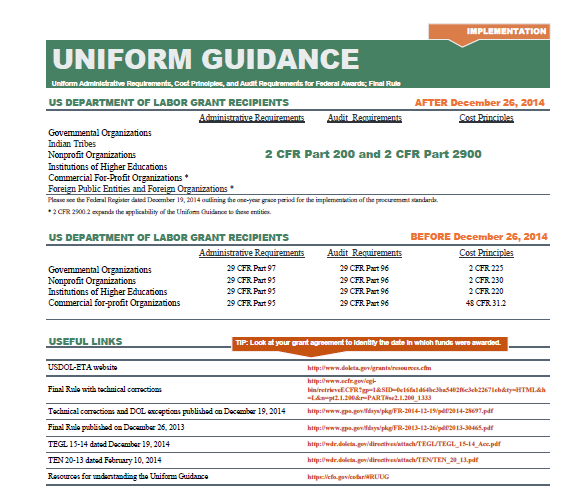 IMPLEMENTATION
UNIFORM GUIDANCE
Uniform Administrative Requirements, Cost Principles, and Audit Requirements for Federal Awards; Final Rule
US DEPARTMENT OF LABOR GRANT RECIPIENTS AFTER December 26, 2014
Administrative Requirements Audit Requirements Cost Principles
Governmental Organizations
Indian Tribes
Nonprofit Organizations 2 CFR Part 200 and 2 CFR Part 2900
Institutions of Higher Educations
Commercial For-Profit Organizations *
Foreign Public Entities and Foreign Organizations *
Please see the Federal Register dated December 19, 2014 outlining the one-year grace period for the implementation of the procurement standards.
* 2 CFR 2900.2 expands the applicability of the Uniform Guidance to these entities.
US DEPARTMENT OF LABOR GRANT RECIPIENTS BEFORE December 26, 2014
Administrative Requirements Audit Requirements Cost Principles
Governmental Organizations 29 CFR Part 97 29 CFR Part 96 2 CFR 225
Nonprofit Organizations 29 CFR Part 95 29 CFR Part 96 2 CFR 230
Institutions of Higher Educations 29 CFR Part 95 29 CFR Part 96 2 CFR 220
Commercial for-profit Organizations 29 CFR Part 95 29 CFR Part 96 48 CFR 31.2
USEFUL LINKS TIP: Look at your grant agreement to identify the date in which funds were awarded.
USDOL-ETA website http://www.doleta.gov/grants/resources.cfm
http://www.ecfr.gov/cgi-
Final Rule with technical corrections
=L&n=pt2.1.200&r=PART#se2.1.200_1333
Technical corrections and DOL exceptions published on December 19, 2014 http://www.gpo.gov/fdsys/pkg/FR-2014-12-19/pdf/2014-28697.pdf
Final Rule published on December 26, 2013 http://www.gpo.gov/fdsys/pkg/FR-2013-12-26/pdf/2013-30465.pdf
TEGL 15-14 dated December 19, 2014 http://wdr.doleta.gov/directives/attach/TEGL/TEGL_15-14_Acc.pdf
TEN 20-13 dated February 10, 2014 http://wdr.doleta.gov/directives/attach/TEN/TEN_20_13.pdf
Resources for understanding the Uniform Guidance https://cfo.gov/cofar/#RUUG